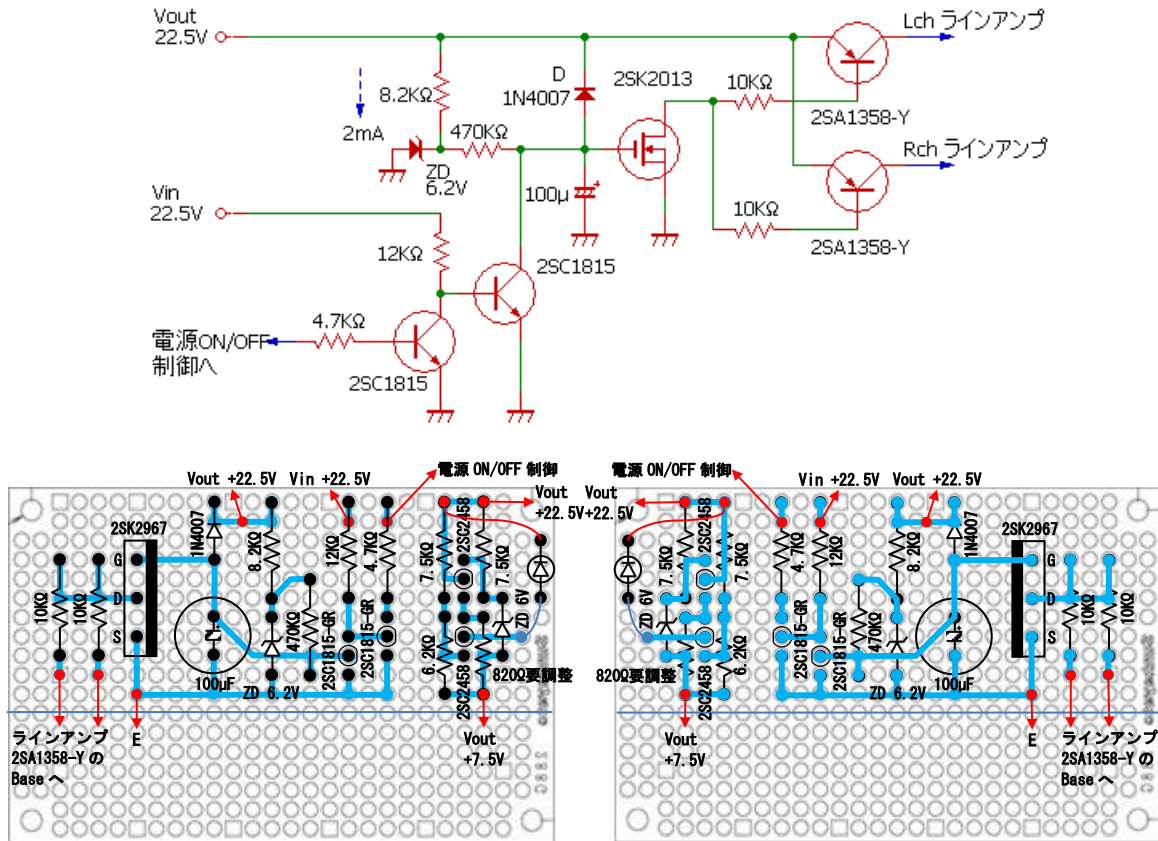 Vout
22.5V
Lch ラインアンプ
D
1N4007
2SK2013
10KΩ
8.2KΩ
2SA1358-Y
2mA
470KΩ
Rch ラインアンプ
ZD
6.2V
100μ
+
Vin
22.5V
10KΩ
2SA1358-Y
12KΩ
2SC1815
4.7KΩ
電源ON/OFF
制御へ
2SC1815
Vout +22.5V
Vin +22.5V
電源 ON/OFF 制御
Vout
+22.5V
2SK2967
1N4007
8.2KΩ
12KΩ
4.7KΩ
7.5KΩ
2SC2458
7.5KΩ
G
D
S
10KΩ
10KΩ
ZD 6V
470KΩ
2SC1815-GR
2SC1815-GR
6.2KΩ
2SC2458
820Ω要調整
100μF
ZD 6.2V
ラインアンプ
2SA1358-Y の
Base へ
E
Vout
+7.5V
電源 ON/OFF 制御
Vout
+22.5V
Vin +22.5V
Vout +22.5V
2SC2458
7.5KΩ
7.5KΩ
4.7KΩ
12KΩ
8.2KΩ
1N4007
2SK2967
G
D
S
10KΩ
10KΩ
ZD 6V
6.2KΩ
2SC2458
2SC1815-GR
2SC1815-GR
470KΩ
820Ω要調整
ZD 6.2V
100μF
Vout
+7.5V
E
ラインアンプ
2SA1358-Y の
Base へ